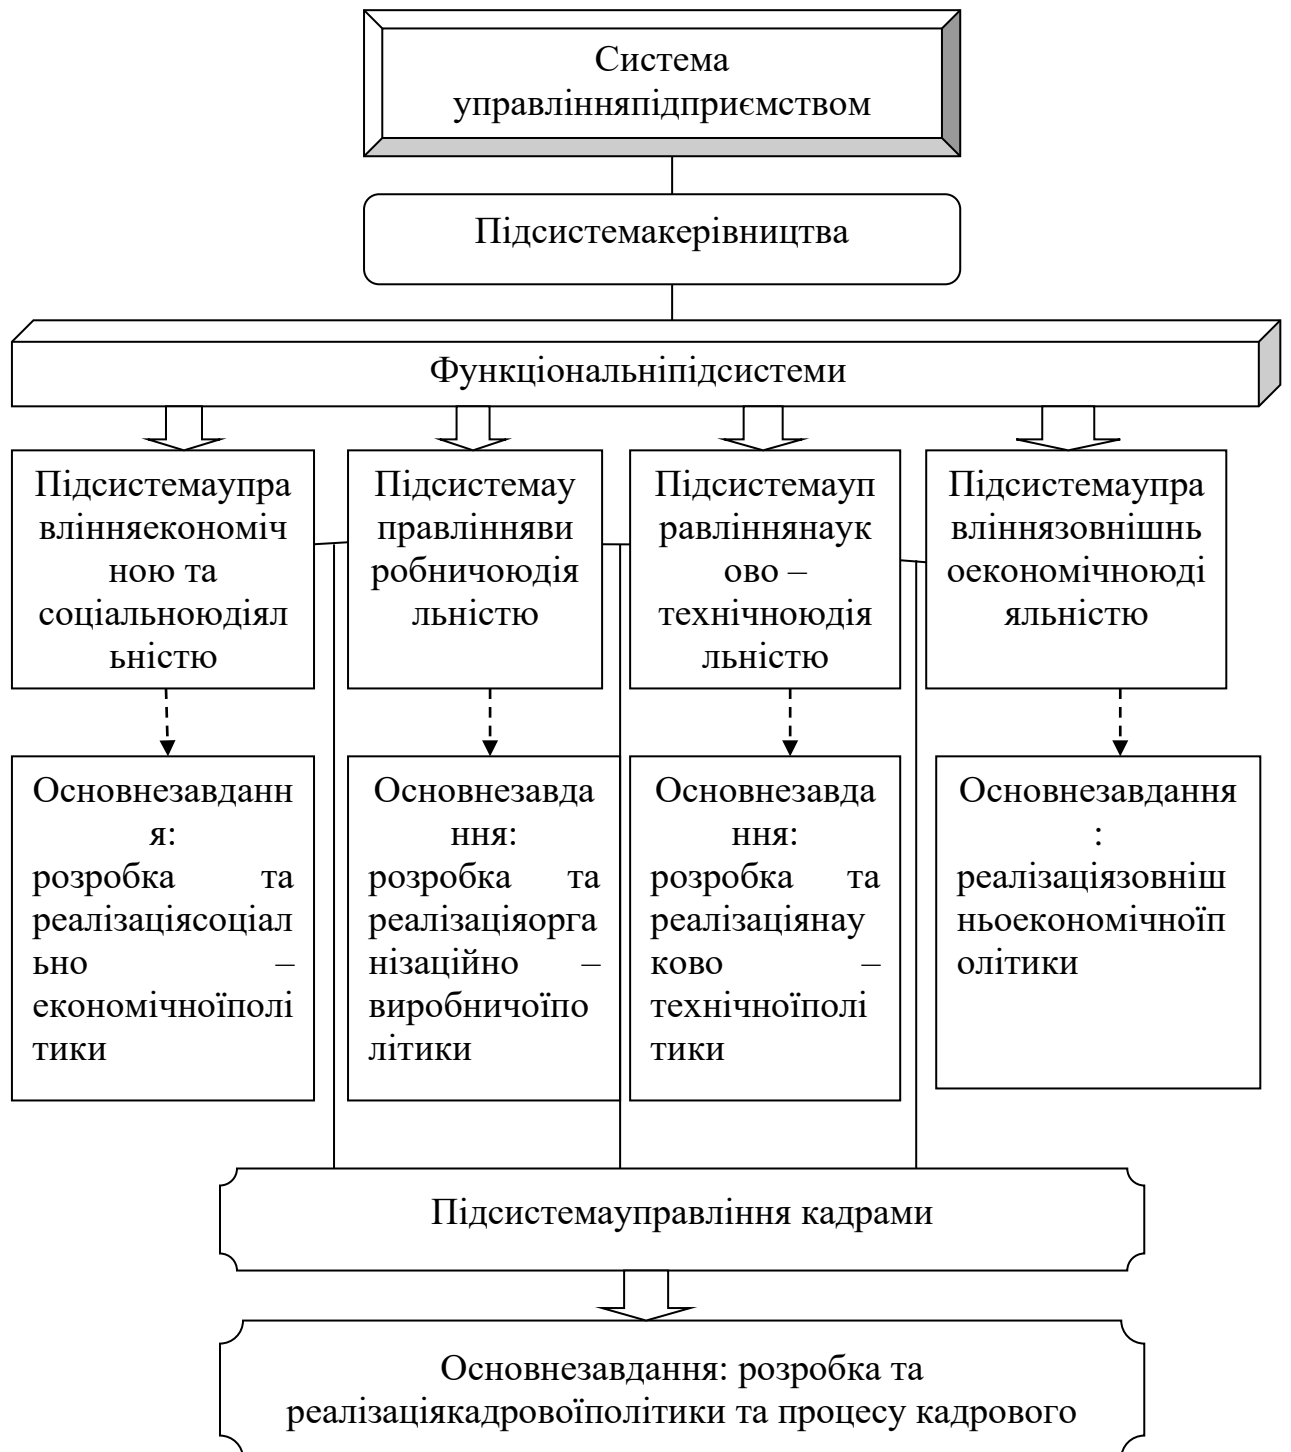 Система
управлінняпідприємством
Підсистемакерівництва
Функціональніпідсистеми
Підсистемаупра
влінняекономіч
ною та
соціальноюдіял
ьністю
Підсистемау
правлінняви
робничоюдія
льністю
Підсистемауп
равліннянаук
ово –
технічноюдія
льністю
Підсистемаупра
вліннязовнішнь
оекономічноюді
яльністю
Основнезавданн
я:
розробка та
реалізаціясоціал
ьно –
економічноїполі
тики
Основнезавда
ння:
розробка та
реалізаціяорга
нізаційно –
виробничоїпо
літики
Основнезавда
ння:
розробка та
реалізаціянау
ково –
технічноїполі
тики
Основнезавдання
:
реалізаціязовніш
ньоекономічноїп
олітики
Підсистемауправління кадрами
Основнезавдання: розробка та
реалізаціякадровоїполітики та процесу кадрового